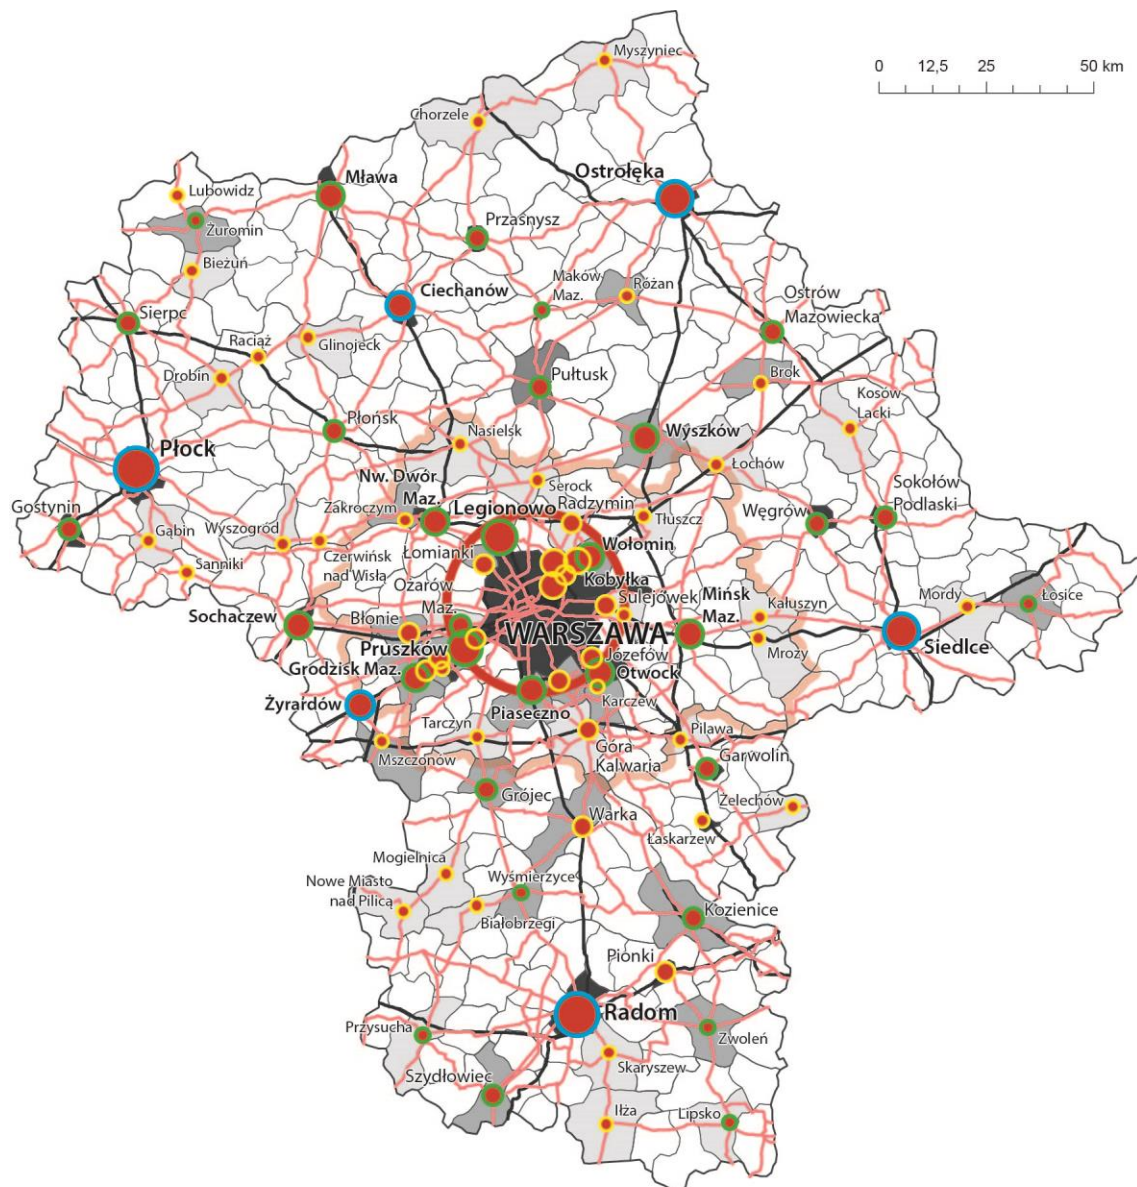 Myszyniec
0 12,5 25 50 km
Chorzele
Ostrołęka
Mława
Lubowidz
Przasnysz
Żuromin
Bieżuń
Maków
Maz.
Różan
Ciechanów
Ostrów
Mazowiecka
Sierpc
Raciąż
Glinojeck
Drobin
Pułtusk
Brok
Kosów
Lacki
Płońsk
Nasielsk
Wyszków
Płock
Łochów
Nw. Dwór
Maz.
Serock
Sokołów
Podlaski
Gostynin
Zakroczym
Legionowo
Radzymin
Tłuszcz
Węgrów
Gąbin
Wyszogród
Czerwińsk
nad Wisłą
Łomianki
Wołomin
Sanniki
Ożarów
Maz.
Kobyłka
Sulejówek
Mińsk
Maz.
Kałuszyn
Mordy
Łosice
Sochaczew
Błonie
WARSZAWA
Mrozy
Siedlce
Pruszków
Józefów
Grodzisk Maz.
Otwock
Żyrardów
Karczew
Piaseczno
Tarczyn
Mszczonów
Góra
Kalwaria
Pilawa
Garwolin
Grójec
Żelechów
Warka
Łaskarzew
Mogielnica
Nowe Miasto
nad Pilicą
Wyśmierzyce
Białobrzegi
Kozienice
Pionki
Radom
Przysucha
Zwoleń
Skaryszew
Szydłowiec
Iłża
Lipsko